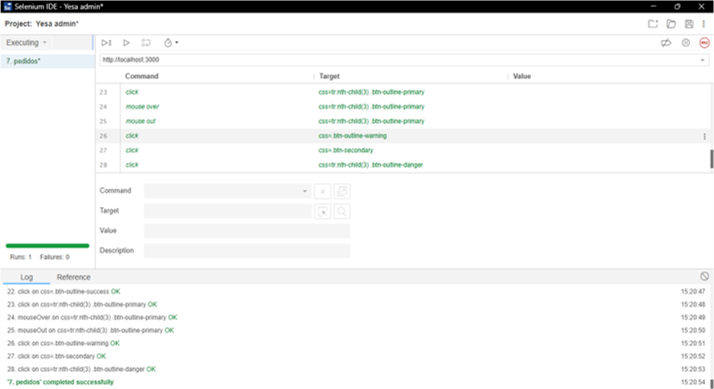 Selenium IDE - Yesa admin*
Project: Yesa admin*
Executing
7. pedidos*
http://localhost:3000
Command Target Value
23 click css=tr:nth-child(3) .btn-outline-primary
24 mouse over css=tr:nth-child(3) .btn-outline-primary
25 mouse out css=tr:nth-child(3) .btn-outline-primary
26 click css=.btn-outline-warning
27 click css=.btn-secondary
28 click css=tr:nth-child(3) .btn-outline-danger
Command
Target
Value
Description
Runs: 1 Failures: 0
Log Reference
22. click on css=.btn-outline-success OK 15:20:47
23. click on css=tr:nth-child(3) .btn-outline-primary OK 15:20:48
24. mouseOver on css=tr:nth-child(3) .btn-outline-primary OK 15:20:49
25. mouseOut on css=tr:nth-child(3) .btn-outline-primary OK 15:20:50
26. click on css=.btn-outline-warning OK 15:20:51
27. click on css=.btn-secondary OK 15:20:52
28. click on css=tr:nth-child(3) .btn-outline-danger OK 15:20:53
'7. pedidos' completed successfully 15:20:54